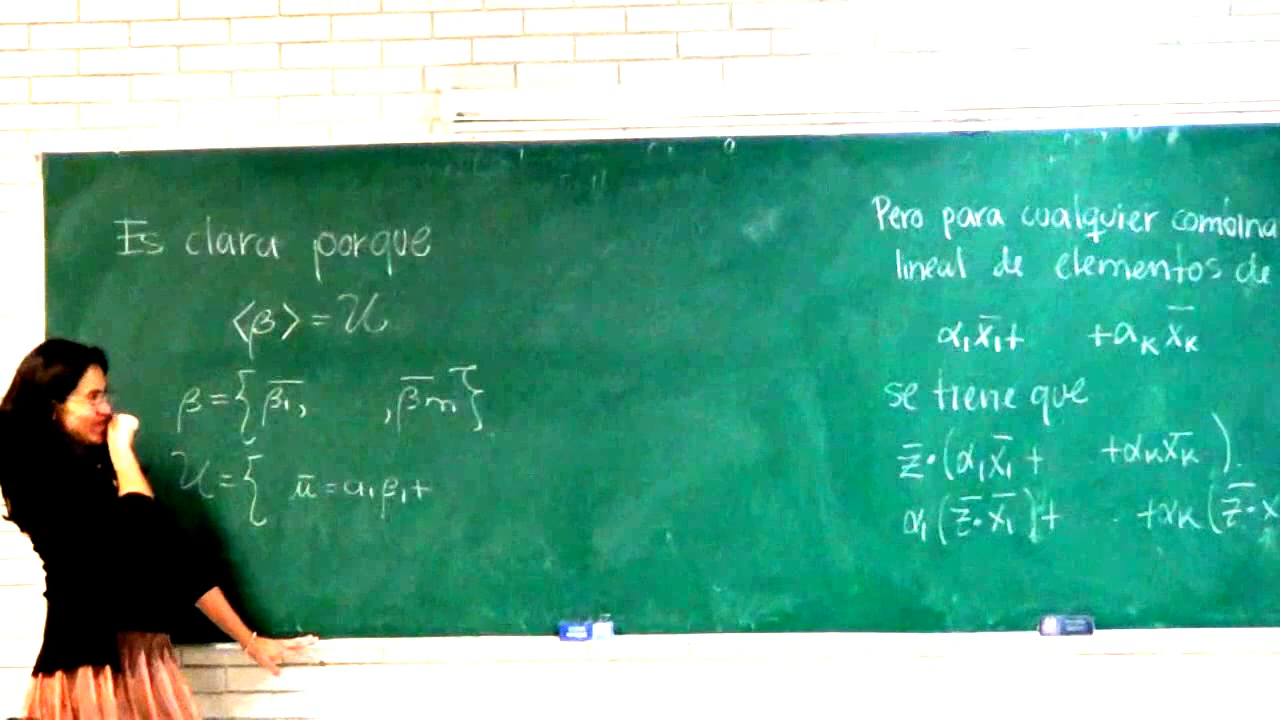 Es clara porque
⟨β⟩ = 𝒰
β = { β̄₁,      , β̄m }
𝒰 = {   ū = α₁β₁ +
Pero para cualquier combina
lineal de elementos de
α₁x̄₁ +      + αₖx̄ₖ
se tiene que
z̄·(α₁x̄₁ +      + αₖx̄ₖ).
α₁(z̄·x̄₁) +   .   + αₖ(z̄·x